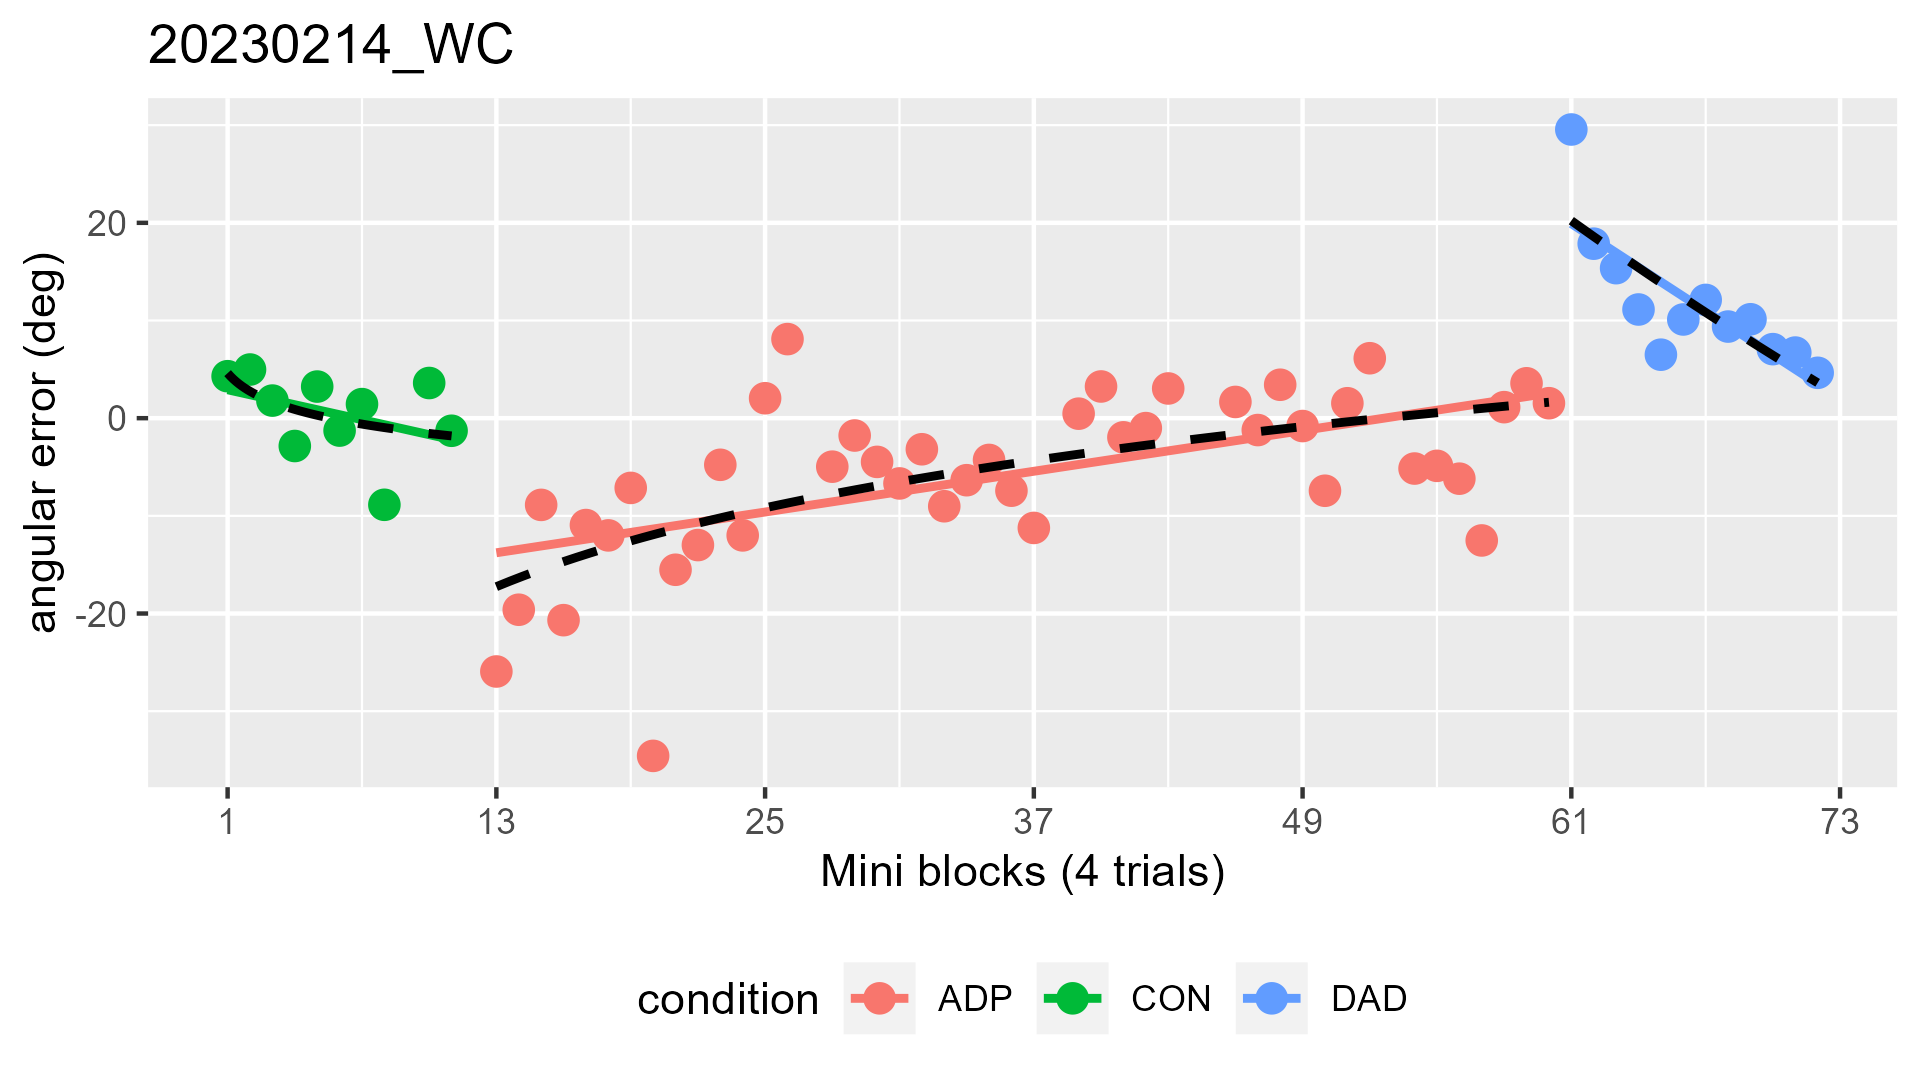 20230214_WC
angular error (deg)
20
0
-20
1 13 25 37 49 61 73
Mini blocks (4 trials)
condition ADP CON DAD